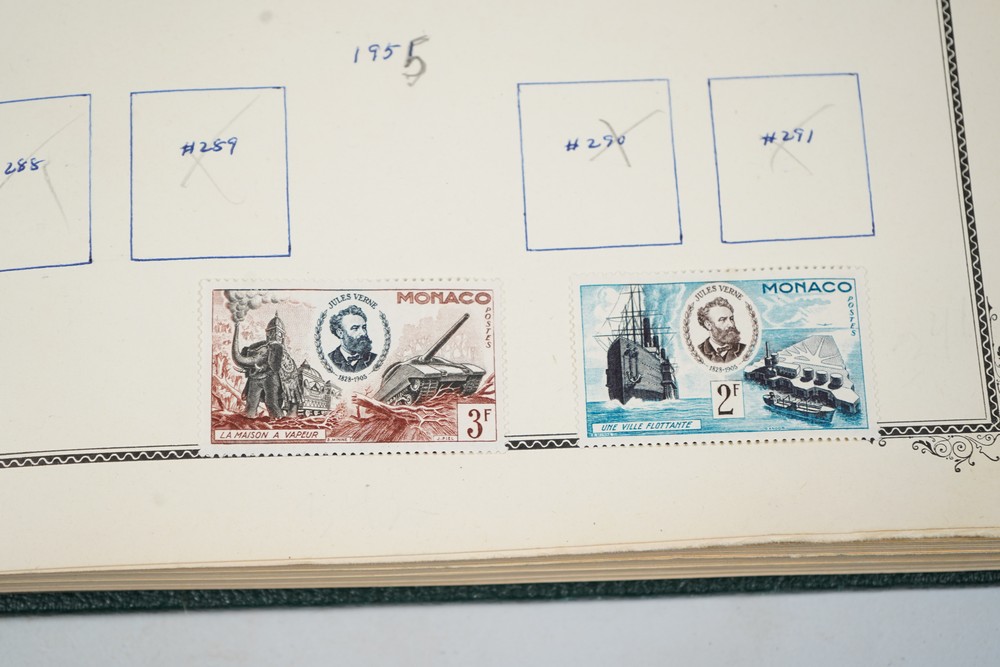 1955
288
#289
#290
#291
JULES VERNE
MONACO
POSTES
1828-1905
3F
LA MAISON A VAPEUR
JULES VERNE
MONACO
POSTES
1828-1905
2F
UNE VILLE FLOTTANTE